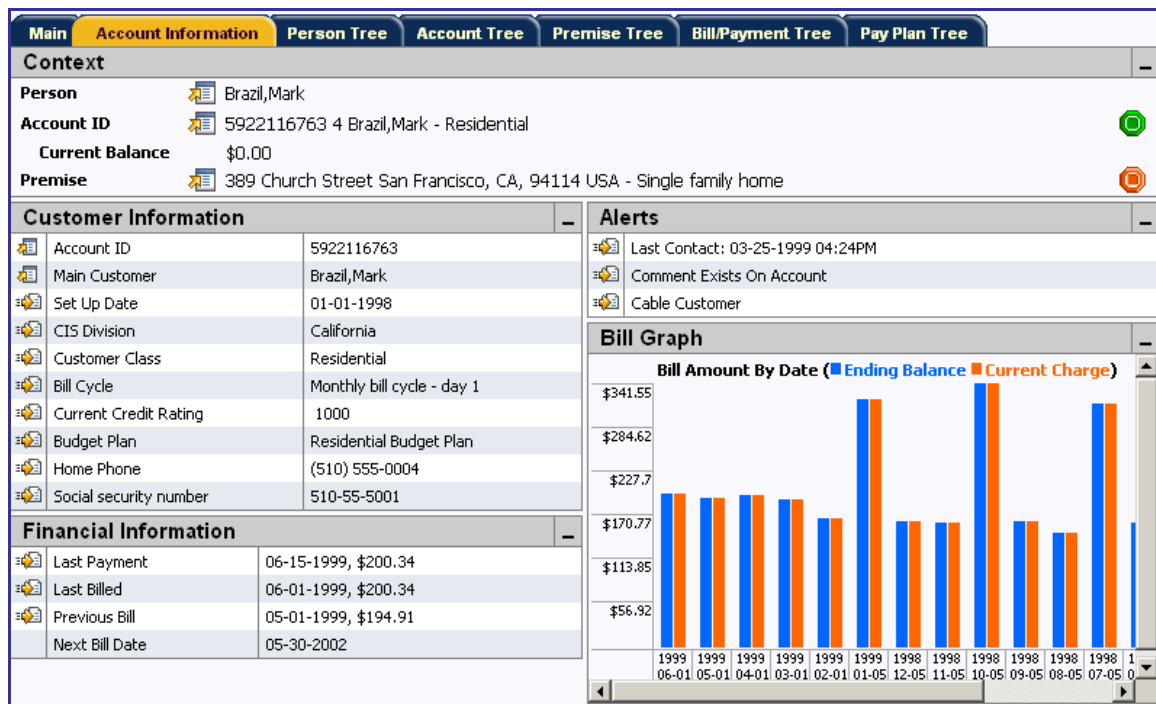 Main Account Information Person Tree Account Tree Premise Tree Bill/Payment Tree Pay Plan Tree
Context
Person Brazil,Mark
Account ID 5922116763 4 Brazil,Mark - Residential
Current Balance $0.00
Premise 389 Church Street San Francisco, CA, 94114 USA - Single family home
Customer Information
Account ID 5922116763
Main Customer Brazil,Mark
Set Up Date 01-01-1998
CIS Division California
Customer Class Residential
Bill Cycle Monthly bill cycle - day 1
Current Credit Rating 1000
Budget Plan Residential Budget Plan
Home Phone (510) 555-0004
Social security number 510-55-5001
Financial Information
Last Payment 06-15-1999, $200.34
Last Billed 06-01-1999, $200.34
Previous Bill 05-01-1999, $194.91
Next Bill Date 05-30-2002
Alerts
Last Contact: 03-25-1999 04:24PM
Comment Exists On Account
Cable Customer
Bill Graph
Bill Amount By Date (Ending Balance Current Charge)
$341.55
$284.62
$227.7
$170.77
$113.85
$56.92
1999 1999 1999 1999 1999 1999 1998 1998 1998 1998 1998 1998 1
06-01 05-01 04-01 03-01 02-01 01-05 12-05 11-05 10-05 09-05 08-05 07-05 0